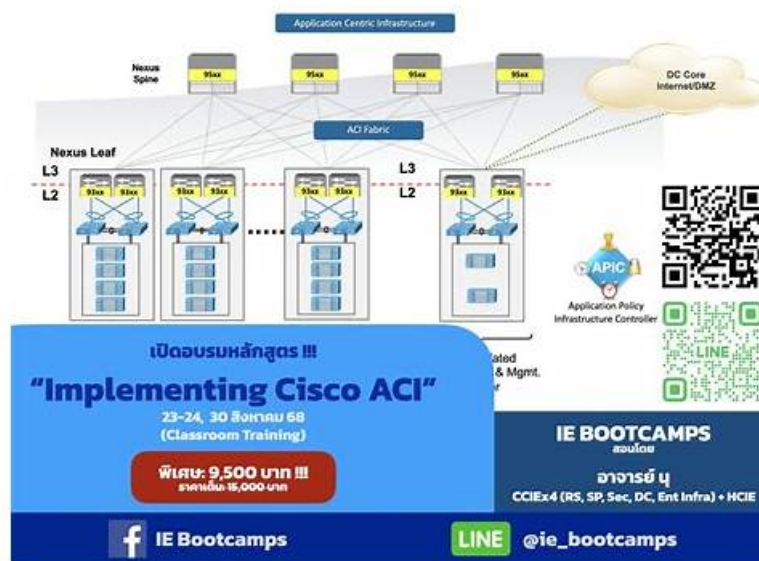 Application Centric Infrastructure
Nexus
Spine
95xx
95xx
95xx
95xx
DC Core
Internet/DMZ
ACI Fabric
Nexus Leaf
L3
L2
L3
L2
93xx 93xx
93xx 93xx
93xx 93xx
93xx 93xx
APIC
Application Policy
Infrastructure Controller
LINE
เปิดอบรมหลักสูตร !!!
"Implementing Cisco ACI"
23-24, 30 สิงหาคม 68
(Classroom Training)
พิเศษ: 9,500 บาท !!!
ราคาเต็ม: 15,000 บาท
& Mgmt.
IE BOOTCAMPS
สอนโดย
อาจารย์ นุ
CCIEx4 (RS, SP, Sec, DC, Ent Infra) + HCIE
f IE Bootcamps
LINE @ie_bootcamps